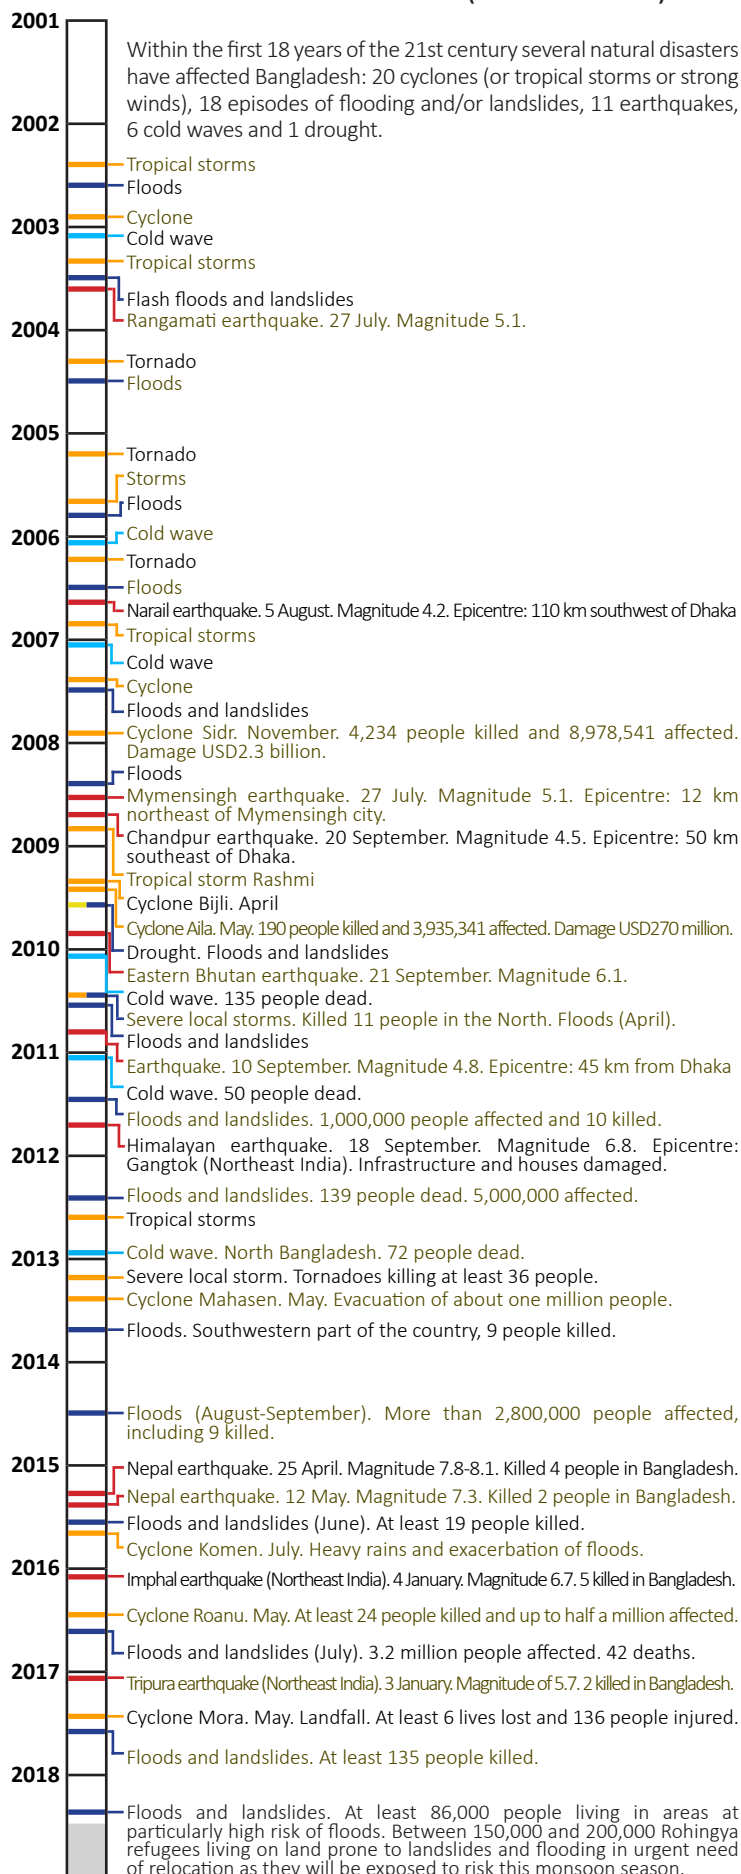 2001
Within the first 18 years of the 21st century several natural disasters
have affected Bangladesh: 20 cyclones (or tropical storms or strong
winds), 18 episodes of flooding and/or landslides, 11 earthquakes,
6 cold waves and 1 drought.
2002
Tropical storms
Floods
Cyclone
2003
Cold wave
Tropical storms
Flash floods and landslides
Rangamati earthquake. 27 July. Magnitude 5.1.
2004
Tornado
Floods
2005
Tornado
Storms
Floods
Cold wave
2006
Tornado
Floods
Narail earthquake. 5 August. Magnitude 4.2. Epicentre: 110 km southwest of Dhaka
Tropical storms
2007
Cold wave
Cyclone
Floods and landslides
Cyclone Sidr. November. 4,234 people killed and 8,978,541 affected.
Damage USD2.3 billion.
2008
Floods
Mymensingh earthquake. 27 July. Magnitude 5.1. Epicentre: 12 km
northeast of Mymensingh city.
Chandpur earthquake. 20 September. Magnitude 4.5. Epicentre: 50 km
southeast of Dhaka.
2009
Tropical storm Rashmi
Cyclone Bijli. April
Cyclone Aila. May. 190 people killed and 3,935,341 affected. Damage USD270 million.
2010
Drought. Floods and landslides
Eastern Bhutan earthquake. 21 September. Magnitude 6.1.
Cold wave. 135 people dead.
Severe local storms. Killed 11 people in the North. Floods (April).
Floods and landslides
2011
Earthquake. 10 September. Magnitude 4.8. Epicentre: 45 km from Dhaka
Cold wave. 50 people dead.
Floods and landslides. 1,000,000 people affected and 10 killed.
Himalayan earthquake. 18 September. Magnitude 6.8. Epicentre:
Gangtok (Northeast India). Infrastructure and houses damaged.
2012
Floods and landslides. 139 people dead. 5,000,000 affected.
Tropical storms
Cold wave. North Bangladesh. 72 people dead.
2013
Severe local storm. Tornadoes killing at least 36 people.
Cyclone Mahasen. May. Evacuation of about one million people.
Floods. Southwestern part of the country, 9 people killed.
2014
Floods (August-September). More than 2,800,000 people affected,
including 9 killed.
2015
Nepal earthquake. 25 April. Magnitude 7.8-8.1. Killed 4 people in Bangladesh.
Nepal earthquake. 12 May. Magnitude 7.3. Killed 2 people in Bangladesh.
Floods and landslides (June). At least 19 people killed.
Cyclone Komen. July. Heavy rains and exacerbation of floods.
2016
Imphal earthquake (Northeast India). 4 January. Magnitude 6.7. 5 killed in Bangladesh.
Cyclone Roanu. May. At least 24 people killed and up to half a million affected.
Floods and landslides (July). 3.2 million people affected. 42 deaths.
2017
Tripura earthquake (Northeast India). 3 January. Magnitude of 5.7. 2 killed in Bangladesh.
Cyclone Mora. May. Landfall. At least 6 lives lost and 136 people injured.
Floods and landslides. At least 135 people killed.
2018
Floods and landslides. At least 86,000 people living in areas at
particularly high risk of floods. Between 150,000 and 200,000 Rohingya
refugees living on land prone to landslides and flooding in urgent need
of relocation as they will be exposed to risk this monsoon season.